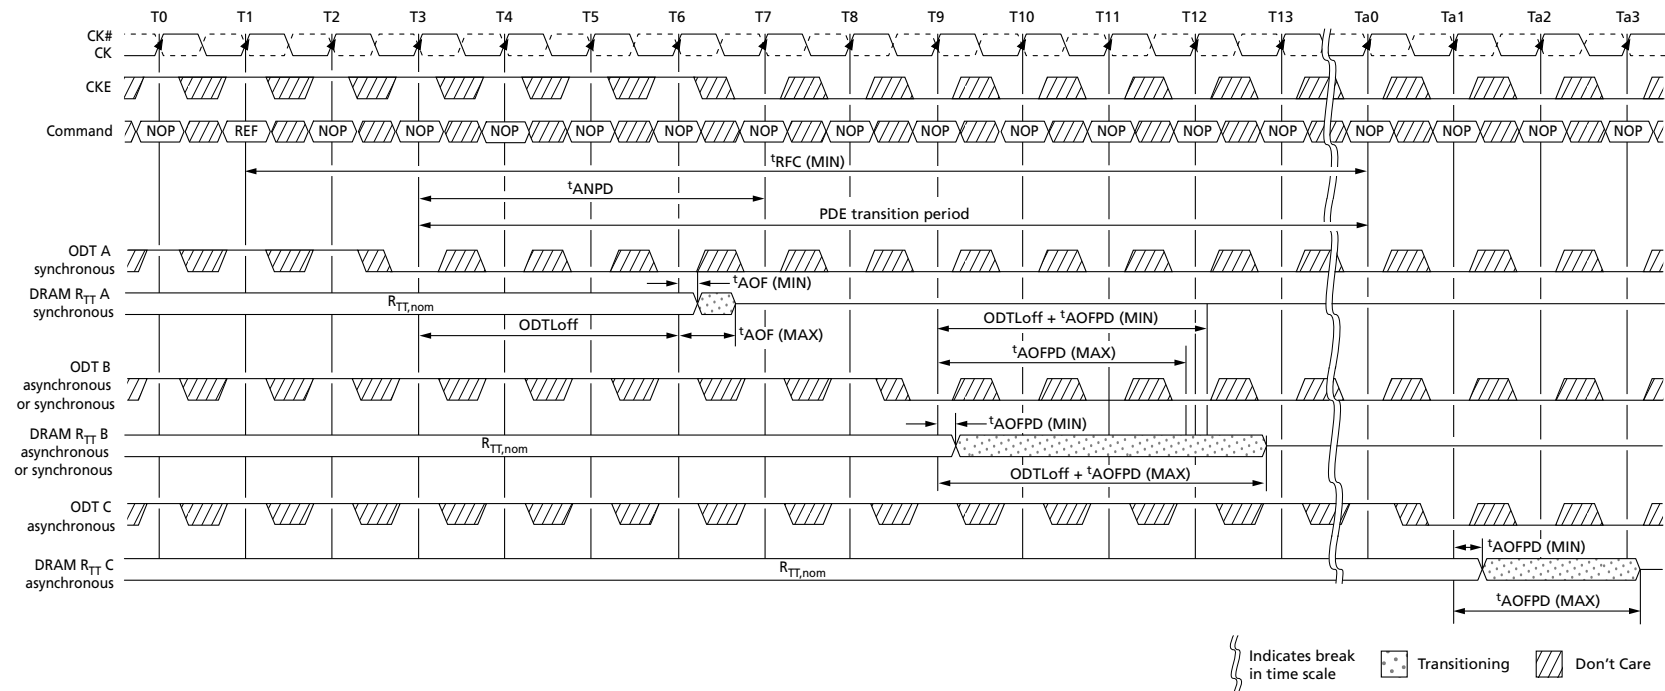 T0 T1 T2 T3 T4 T5 T6 T7 T8 T9 T10 T11 T12 T13 Ta0 Ta1 Ta2 Ta3
CK#
CK
CKE
Command NOP REF NOP NOP NOP NOP NOP NOP NOP NOP NOP NOP NOP NOP NOP NOP NOP NOP
tRFC (MIN)
tANPD
PDE transition period
ODT A
synchronous
tAOF (MIN)
DRAM RTT A
synchronous
RTT,nom
ODTLoff + tAOFPD (MIN)
ODTLoff
tAOF (MAX)
tAOFPD (MAX)
ODT B
asynchronous
or synchronous
tAOFPD (MIN)
DRAM RTT B
asynchronous
or synchronous
RTT,nom
ODTLoff + tAOFPD (MAX)
ODT C
asynchronous
tAOFPD (MIN)
DRAM RTT C
asynchronous
RTT,nom
tAOFPD (MAX)
Indicates break
in time scale
Transitioning
Don't Care